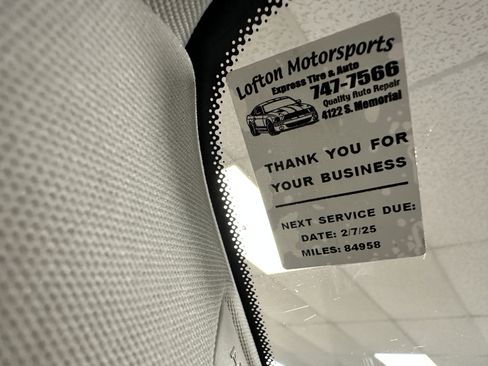 Lofton Motorsports
Express Tire & Auto
747-7566
Quality Auto Repair
4122 S. Memorial
THANK YOU FOR
YOUR BUSINESS
NEXT SERVICE DUE:
DATE: 2/7/25
MILES: 84958